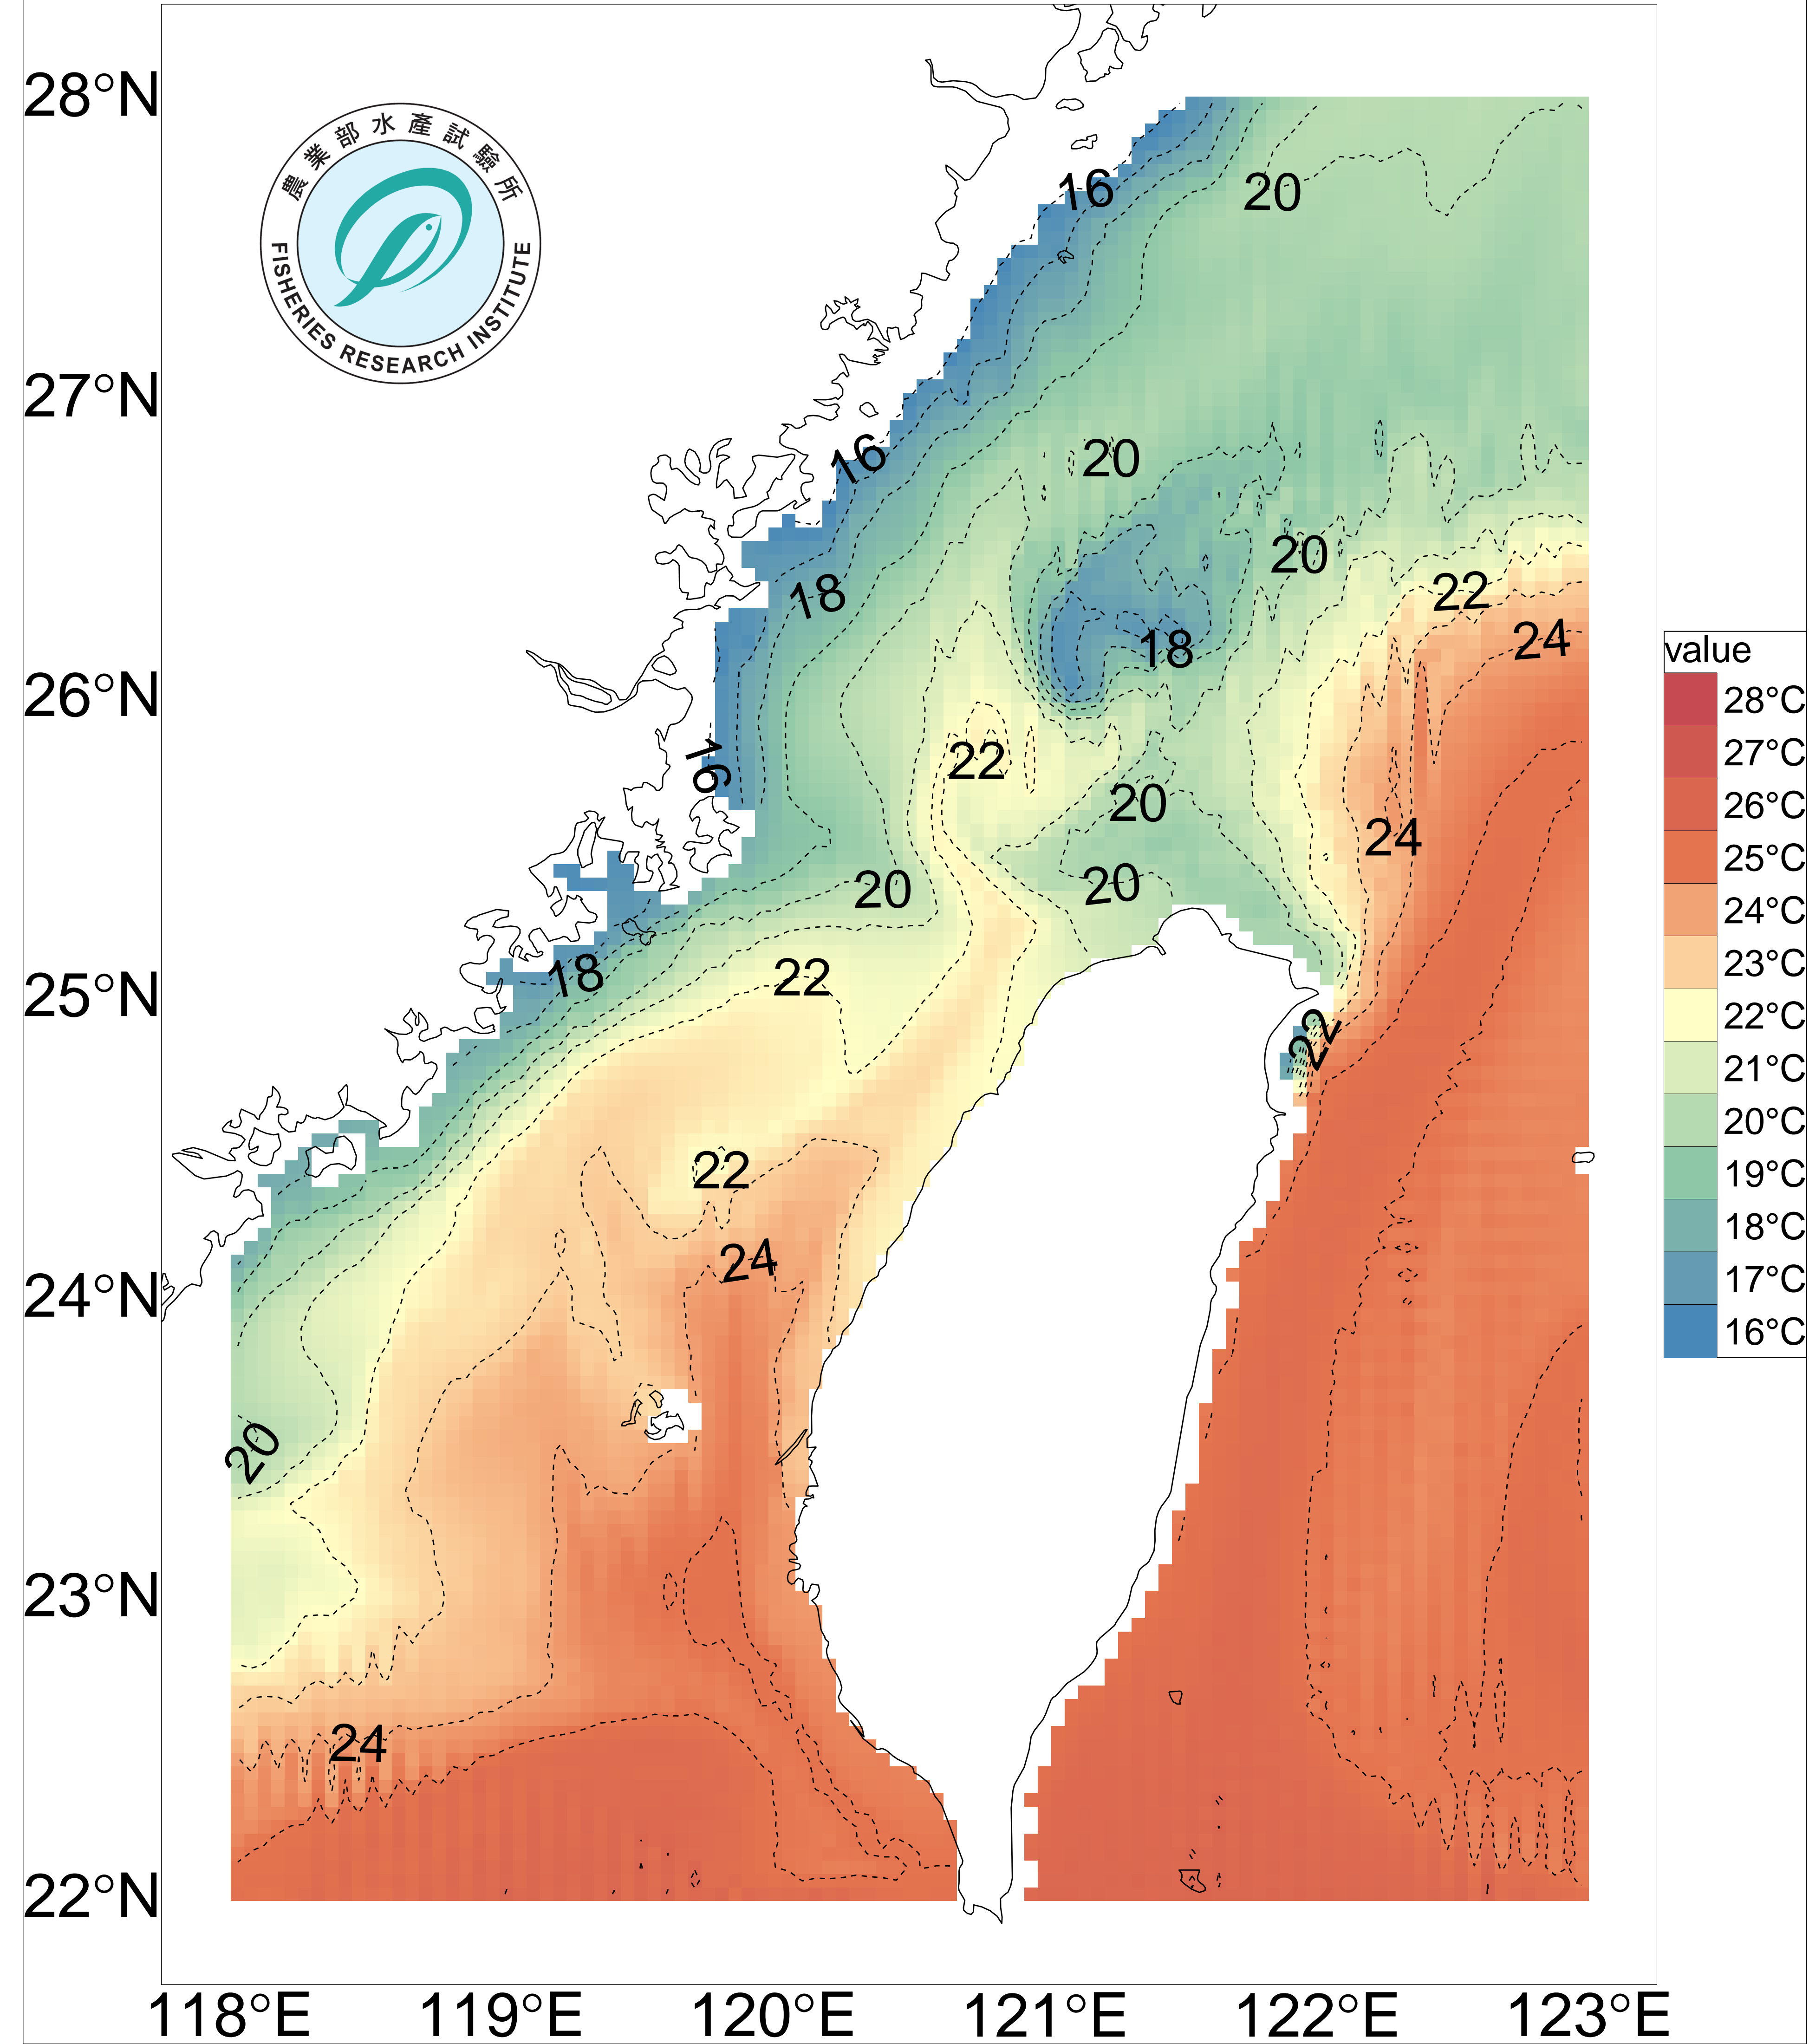 28°N
27°N
26°N
25°N
24°N
23°N
22°N
118°E
119°E
120°E
121°E
122°E
123°E
農業部水產試驗所
FISHERIES RESEARCH INSTITUTE
16
20
16
20
18
20
22
18
24
16
22
20
24
20
20
18
22
22
22
24
20
24
value
28°C
27°C
26°C
25°C
24°C
23°C
22°C
21°C
20°C
19°C
18°C
17°C
16°C